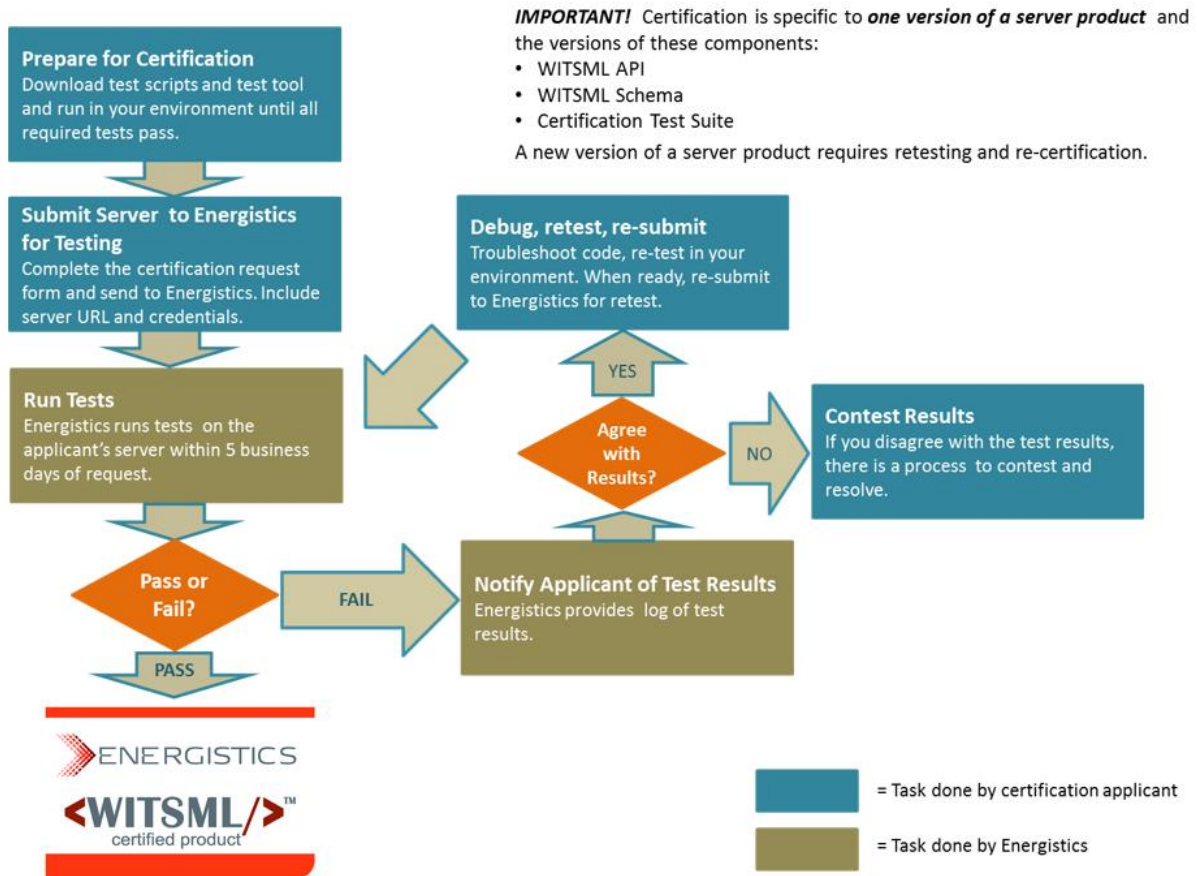 IMPORTANT! Certification is specific to one version of a server product and
the versions of these components:
• WITSML API
• WITSML Schema
• Certification Test Suite
A new version of a server product requires retesting and re-certification.
Prepare for Certification
Download test scripts and test tool
and run in your environment until all
required tests pass.
Submit Server to Energistics
for Testing
Complete the certification request
form and send to Energistics. Include
server URL and credentials.
Debug, retest, re-submit
Troubleshoot code, re-test in your
environment. When ready, re-submit
to Energistics for retest.
Run Tests
Energistics runs tests on the
applicant's server within 5 business
days of request.
YES
Agree
with
Results?
NO
Contest Results
If you disagree with the test results,
there is a process to contest and
resolve.
Pass or
Fail?
FAIL
Notify Applicant of Test Results
Energistics provides log of test
results.
PASS
ENERGISTICS
<WITSML/>™
certified product
= Task done by certification applicant
= Task done by Energistics